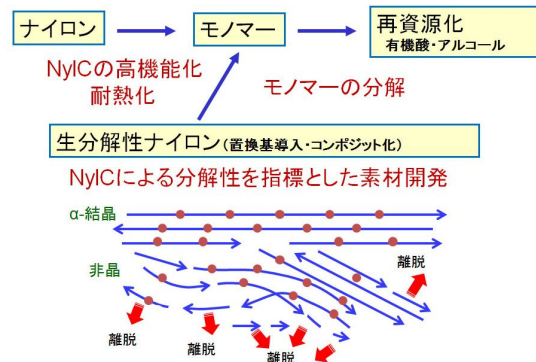 ナイロン
モノマー
再資源化
有機酸・アルコール
NyICの高機能化
耐熱化
モノマーの分解
生分解性ナイロン(置換基導入・コンポジット化)
NyICによる分解性を指標とした素材開発
α-結晶
非晶
離脱
離脱
離脱
離脱